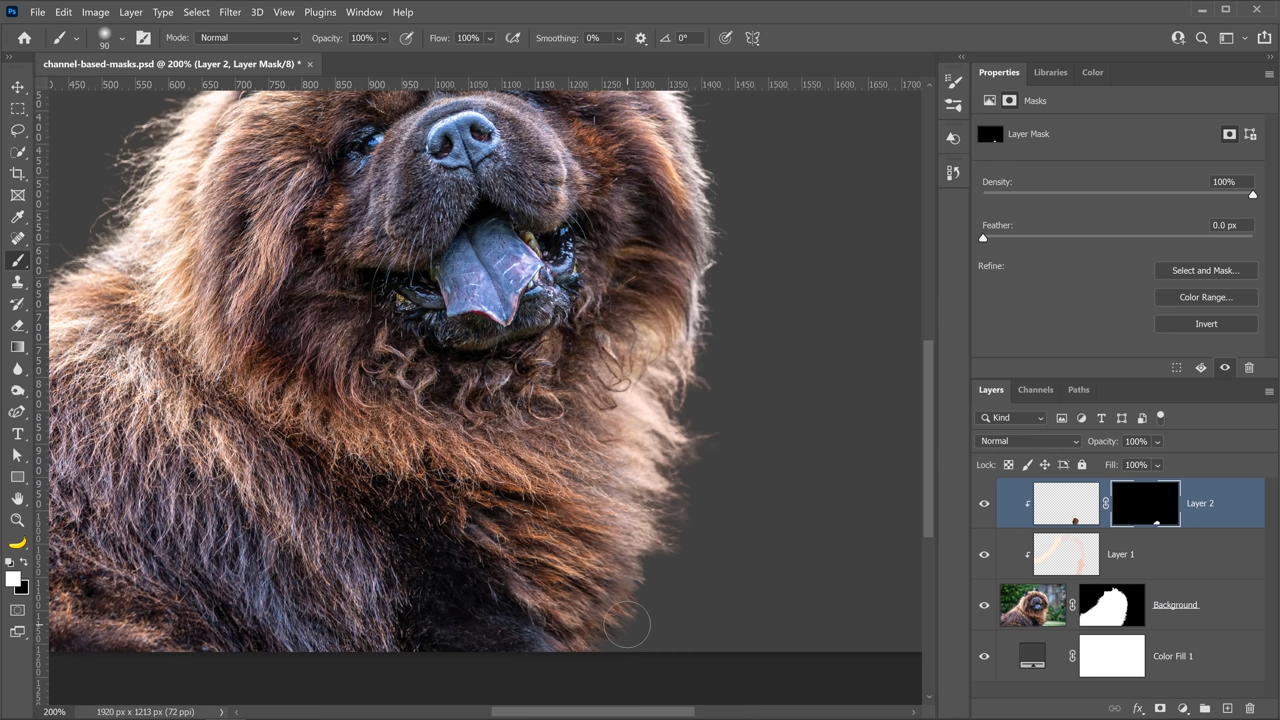 Ps File Edit Image Layer Type Select Filter 3D View Plugins Window Help
90 Mode: Normal Opacity: 100% Flow: 100% Smoothing: 0% 0°
channel-based-masks.psd @ 200% (Layer 2, Layer Mask/8) * ×
450 500 550 600 650 700 750 800 850 900 950 1000 1050 1100 1150 1200 1250 1300 1350 1400 1450 1500 1550 1600 1650 1700
Properties Libraries Color
Masks
Layer Mask
Density: 100%
Feather: 0.0 px
Refine: Select and Mask...
Color Range...
Invert
Layers Channels Paths
Kind
Normal Opacity: 100%
Lock: Fill: 100%
Layer 2
Layer 1
Background
Color Fill 1
200% 1920 px x 1213 px (72 ppi)